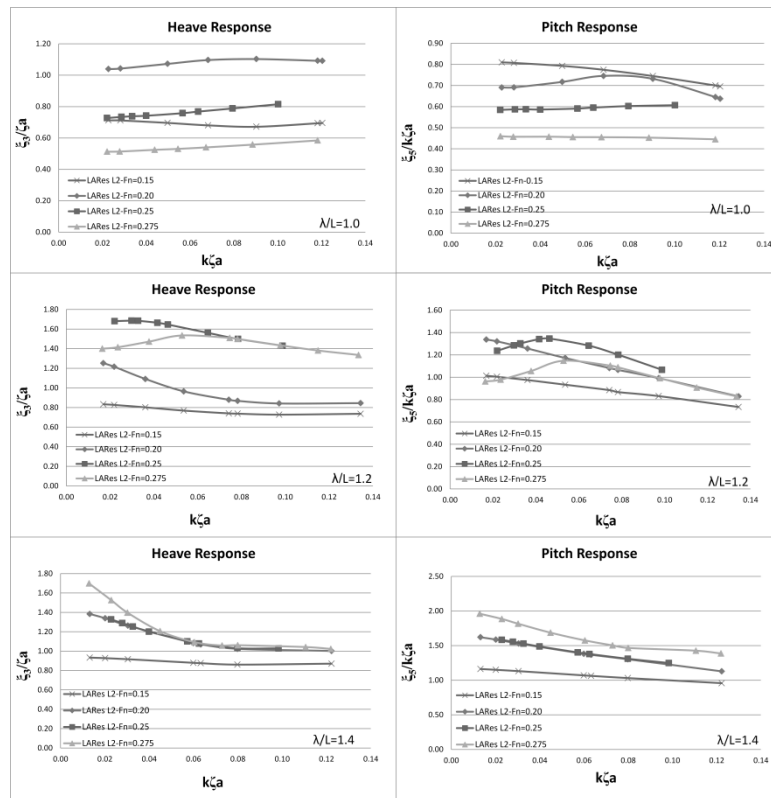 Heave Response
1.20
1.00
0.80
0.60
0.40
0.20
0.00
ξ3/ζa
LARes L2-Fn=0.15
LARes L2-Fn=0.20
LARes L2-Fn=0.25
LARes L2-Fn=0.275
λ/L=1.0
0.00 0.02 0.04 0.06 0.08 0.10 0.12 0.14
kζa
Pitch Response
0.90
0.80
0.70
0.60
0.50
0.40
0.30
0.20
0.10
0.00
ξ5/kζa
LARes L2-Fn-0.15
LARes L2-Fn=0.20
LARes L2-Fn=0.25
LARes L2-Fn=0.275
λ/L=1.0
0.00 0.02 0.04 0.06 0.08 0.10 0.12 0.14
kζa
Heave Response
1.80
1.60
1.40
1.20
1.00
0.80
0.60
0.40
0.20
0.00
ξ3/ζa
LARes L2-Fn=0.15
LARes L2-Fn=0.20
LARes L2-Fn=0.25
LARes L2-Fn=0.275
λ/L=1.2
0.00 0.02 0.04 0.06 0.08 0.10 0.12 0.14
kζa
Pitch Response
1.60
1.40
1.20
1.00
0.80
0.60
0.40
0.20
0.00
ξ5/kζa
LARes L2-Fn=0.15
LARes L2-Fn=0.20
LARes L2-Fn=0.25
LARes L2-Fn=0.275
λ/L=1.2
0.00 0.02 0.04 0.06 0.08 0.10 0.12 0.14
kζa
Heave Response
1.80
1.60
1.40
1.20
1.00
0.80
0.60
0.40
0.20
0.00
ξ3/ζa
LARes L2-Fn=0.15
LARes L2-Fn=0.20
LARes L2-Fn=0.25
LARes L2-Fn=0.275
λ/L=1.4
0.00 0.02 0.04 0.06 0.08 0.10 0.12 0.14
kζa
Pitch Response
2.50
2.00
1.50
1.00
0.50
0.00
ξ5/kζa
LARes L2-Fn=0.15
LARes L2-Fn=0.20
LARes L2-Fn=0.25
LARes L2-Fn=0.275
λ/L=1.4
0.00 0.02 0.04 0.06 0.08 0.10 0.12 0.14
kζa